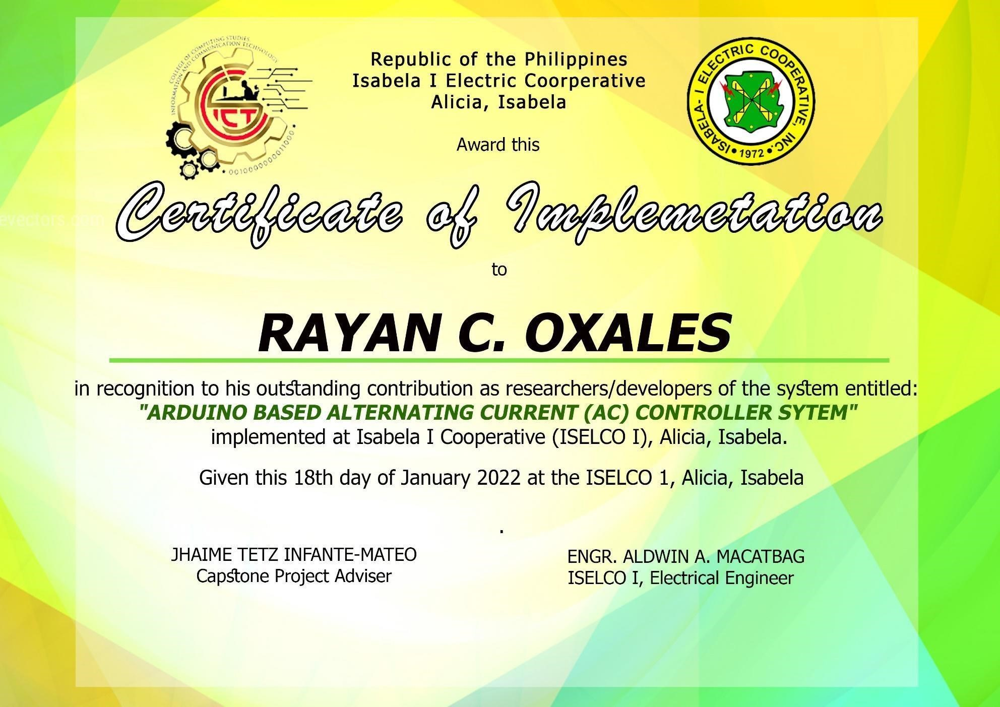 COLLEGE OF COMPUTING STUDIES
INFORMATION AND COMMUNICATION TECHNOLOGY
ICT
Republic of the Philippines
Isabela I Electric Coorperative
Alicia, Isabela
ISABELA- I ELECTRIC COOPERATIVE, INC.
• 1972 •
Award this
evectors.com
Certificate of Implemetation
to
RAYAN C. OXALES
in recognition to his outstanding contribution as researchers/developers of the system entitled:
"ARDUINO BASED ALTERNATING CURRENT (AC) CONTROLLER SYTEM"
implemented at Isabela I Cooperative (ISELCO I), Alicia, Isabela.
Given this 18th day of January 2022 at the ISELCO 1, Alicia, Isabela
.
JHAIME TETZ INFANTE-MATEO
Capstone Project Adviser
ENGR. ALDWIN A. MACATBAG
ISELCO I, Electrical Engineer